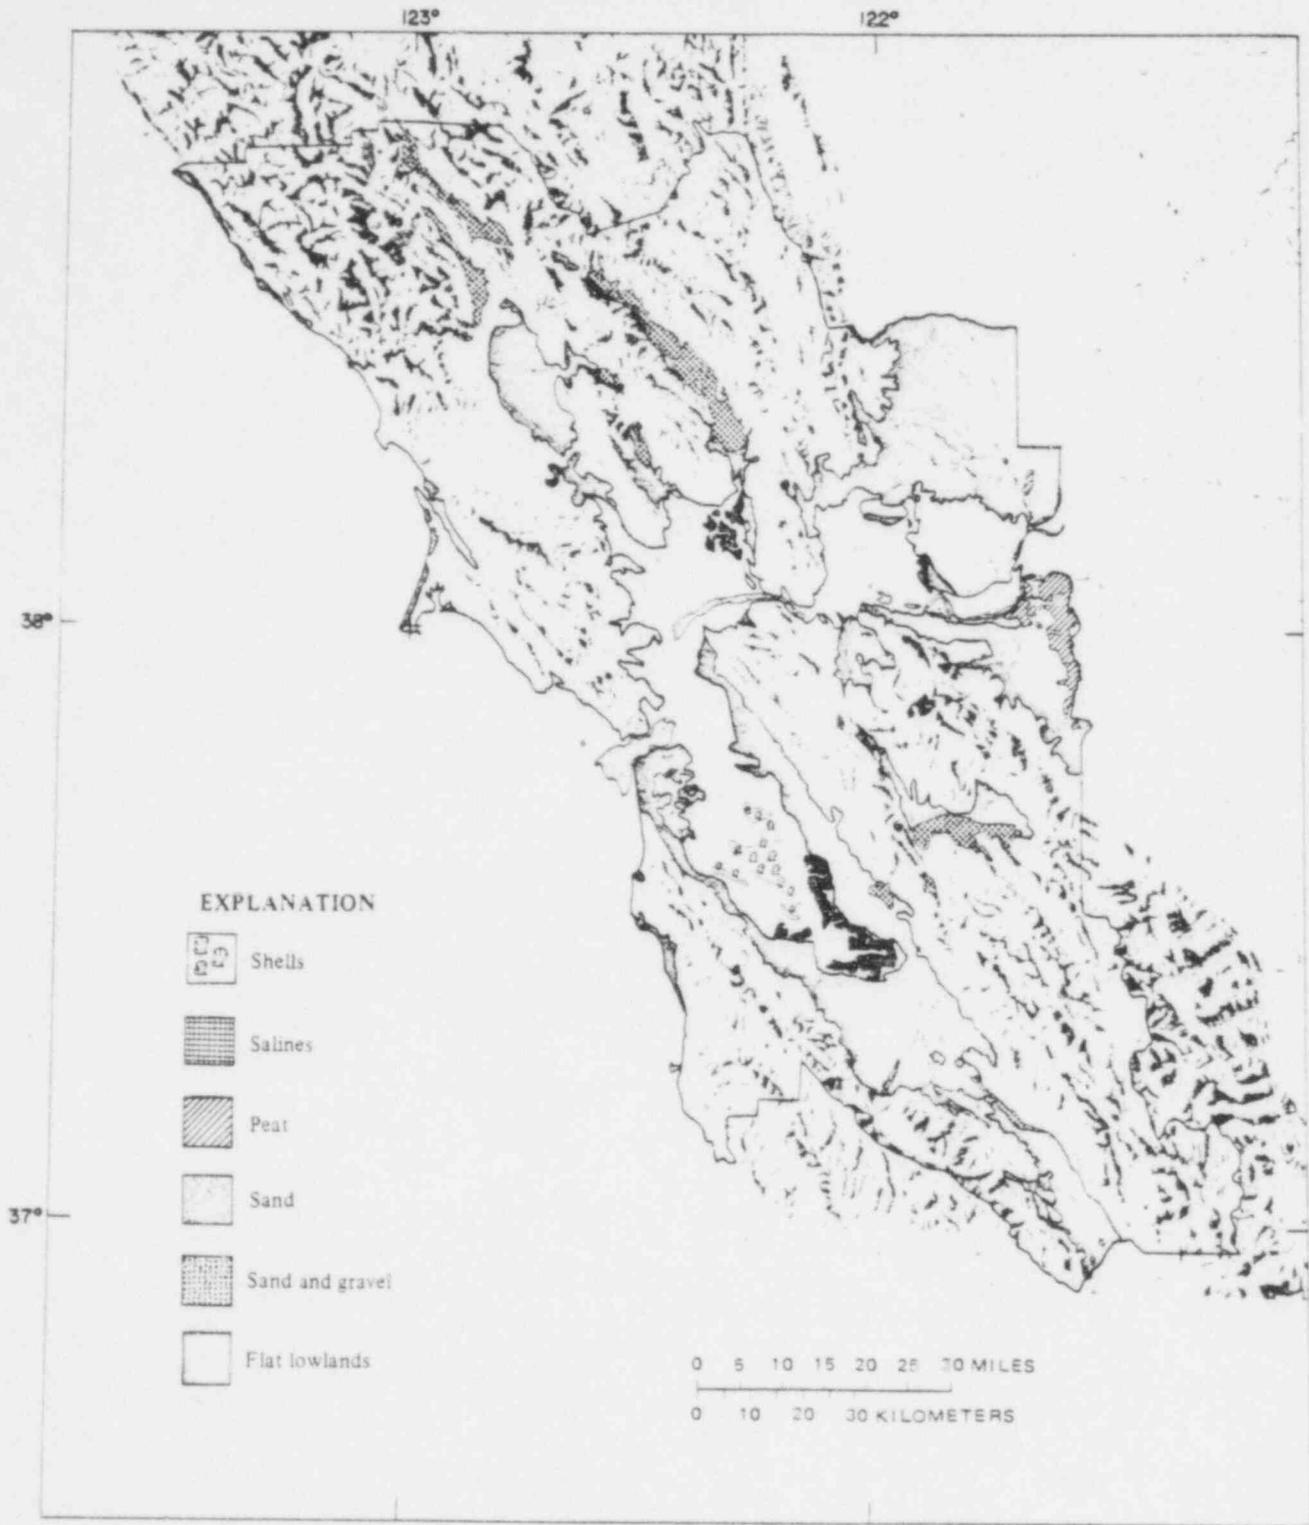 123° 122°
38°
37°
EXPLANATION
Shells
Salines
Peat
Sand
Sand and gravel
Flat lowlands
0 5 10 15 20 25 30 MILES
0 10 20 30 KILOMETERS